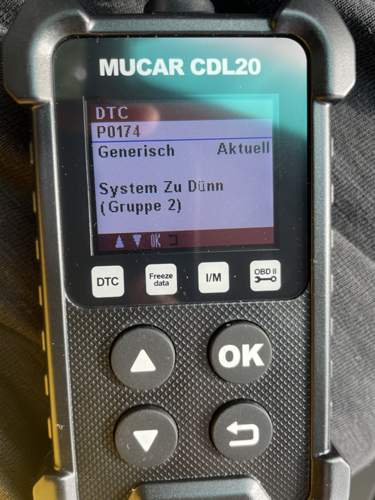 MUCAR CDL20
DTC
P0174
Generisch Aktuell
System Zu Dünn
(Gruppe 2)
OK
DTC
Freeze data
I/M
OBD II
OK